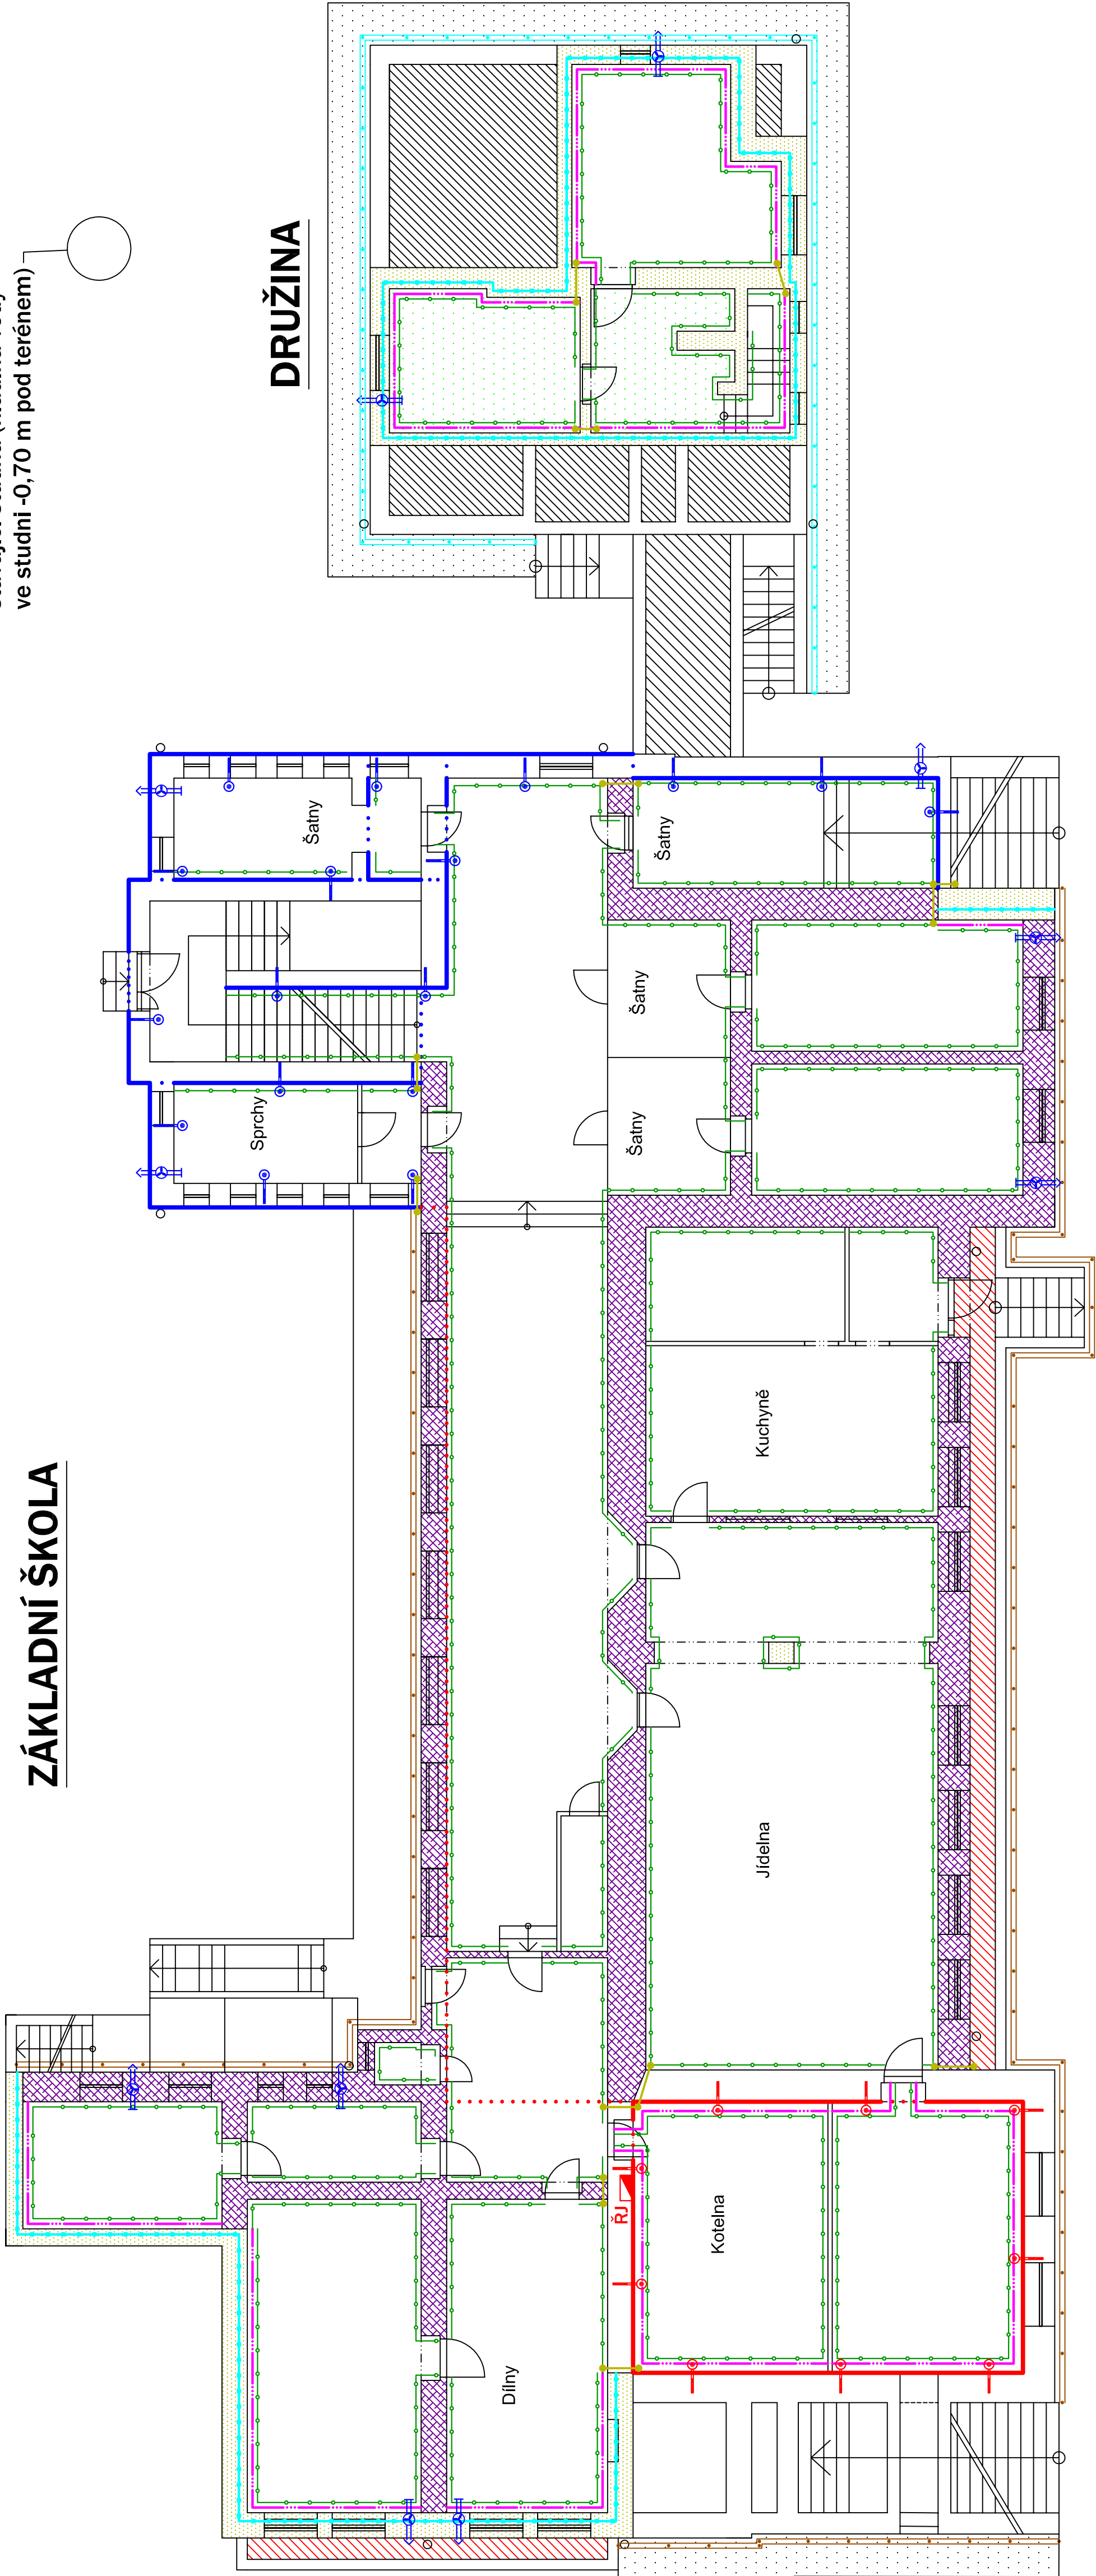 ve studni -0,70 m pod terénem)
DRUŽINA
ZÁKLADNÍ ŠKOLA
Šatny
Šatny
Šatny
Šatny
Sprchy
Kuchyně
Jídelna
Kotelna
ŘJ
Dílny